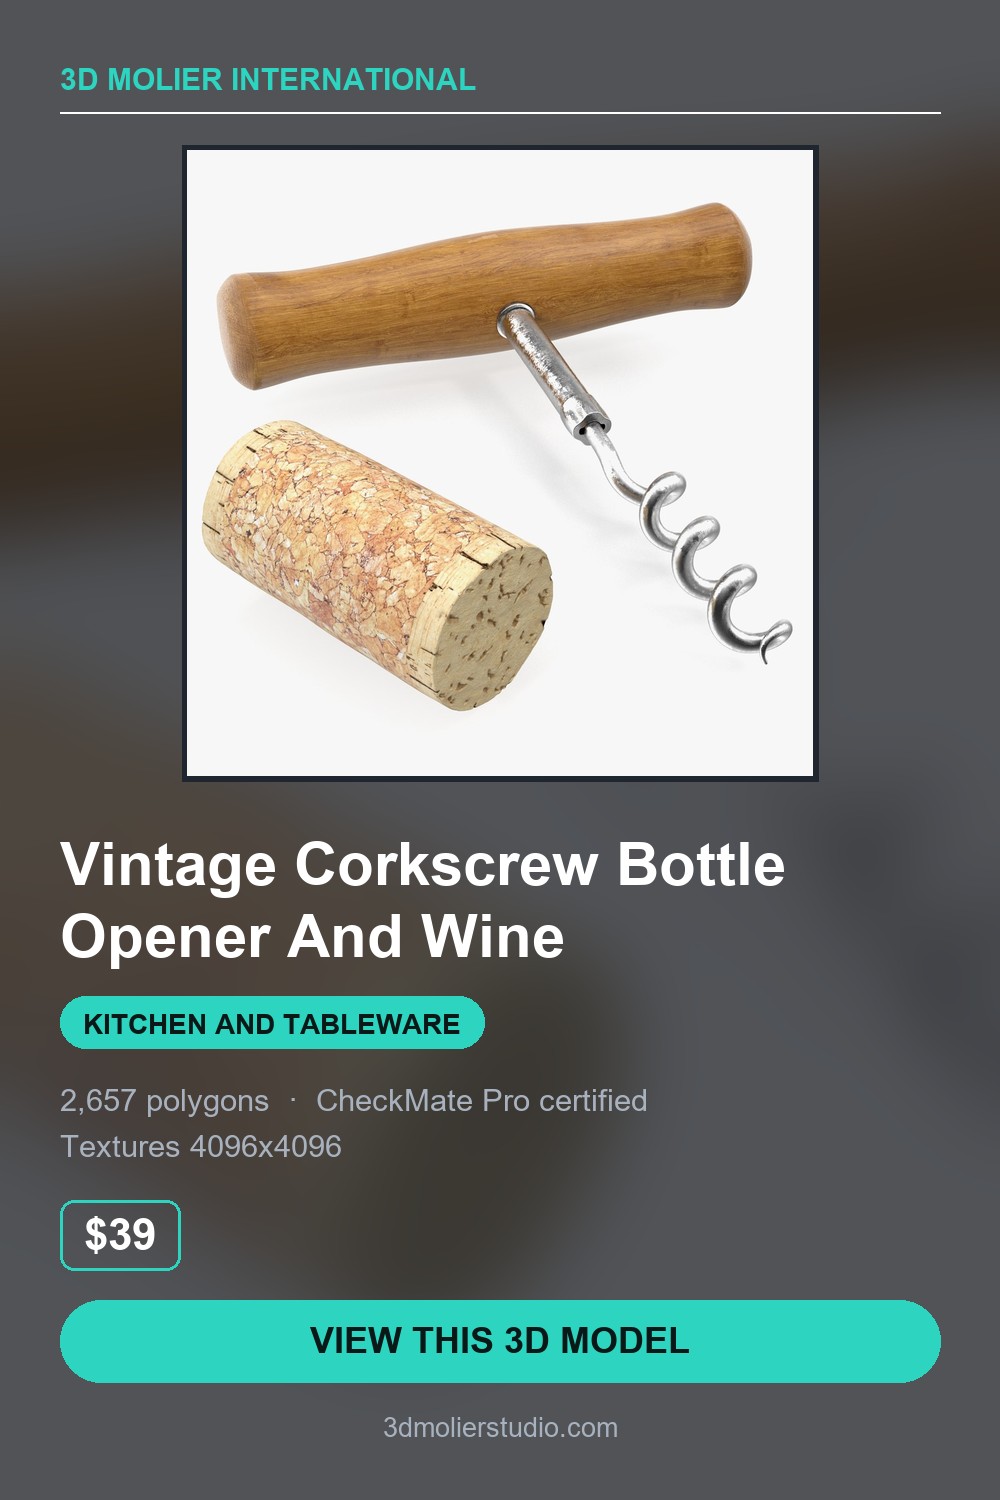 3D MOLIER INTERNATIONAL
Vintage Corkscrew Bottle
Opener And Wine
KITCHEN AND TABLEWARE
2,657 polygons · CheckMate Pro certified
Textures 4096x4096
$39
VIEW THIS 3D MODEL
3dmolierstudio.com